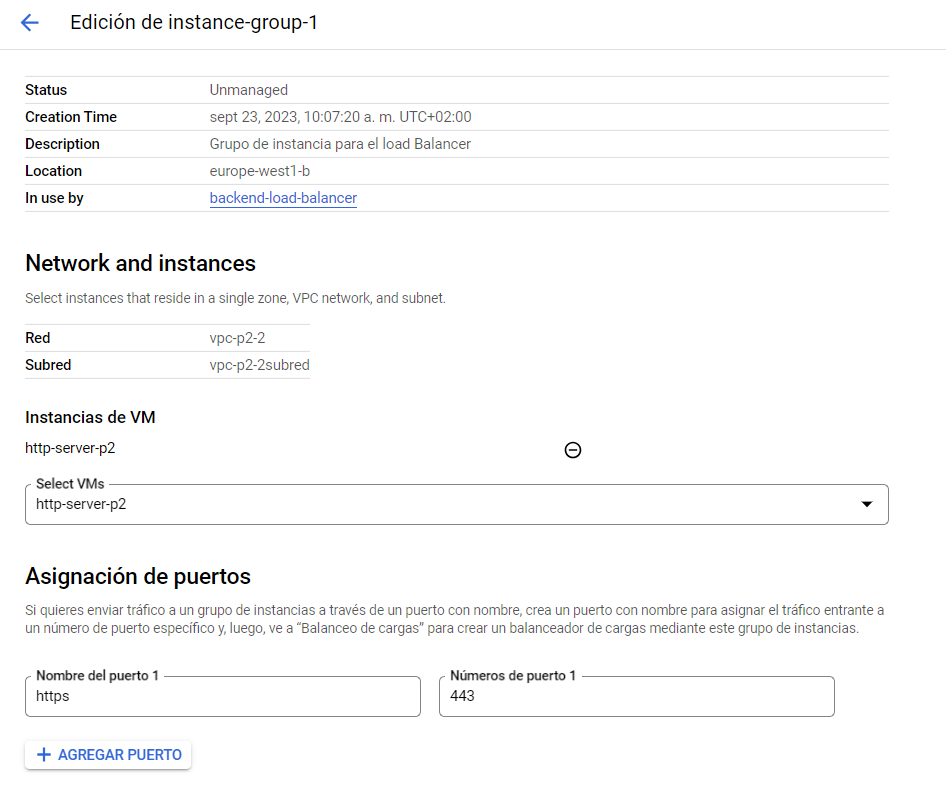 Edición de instance-group-1
Status Unmanaged
Creation Time sept 23, 2023, 10:07:20 a. m. UTC+02:00
Description Grupo de instancia para el load Balancer
Location europe-west1-b
In use by backend-load-balancer
Network and instances
Select instances that reside in a single zone, VPC network, and subnet.
Red vpc-p2-2
Subred vpc-p2-2subred
Instancias de VM
http-server-p2
Select VMs
http-server-p2
Asignación de puertos
Si quieres enviar tráfico a un grupo de instancias a través de un puerto con nombre, crea un puerto con nombre para asignar el tráfico entrante a
un número de puerto específico y, luego, ve a “Balanceo de cargas” para crear un balanceador de cargas mediante este grupo de instancias.
Nombre del puerto 1 Números de puerto 1
https 443
AGREGAR PUERTO